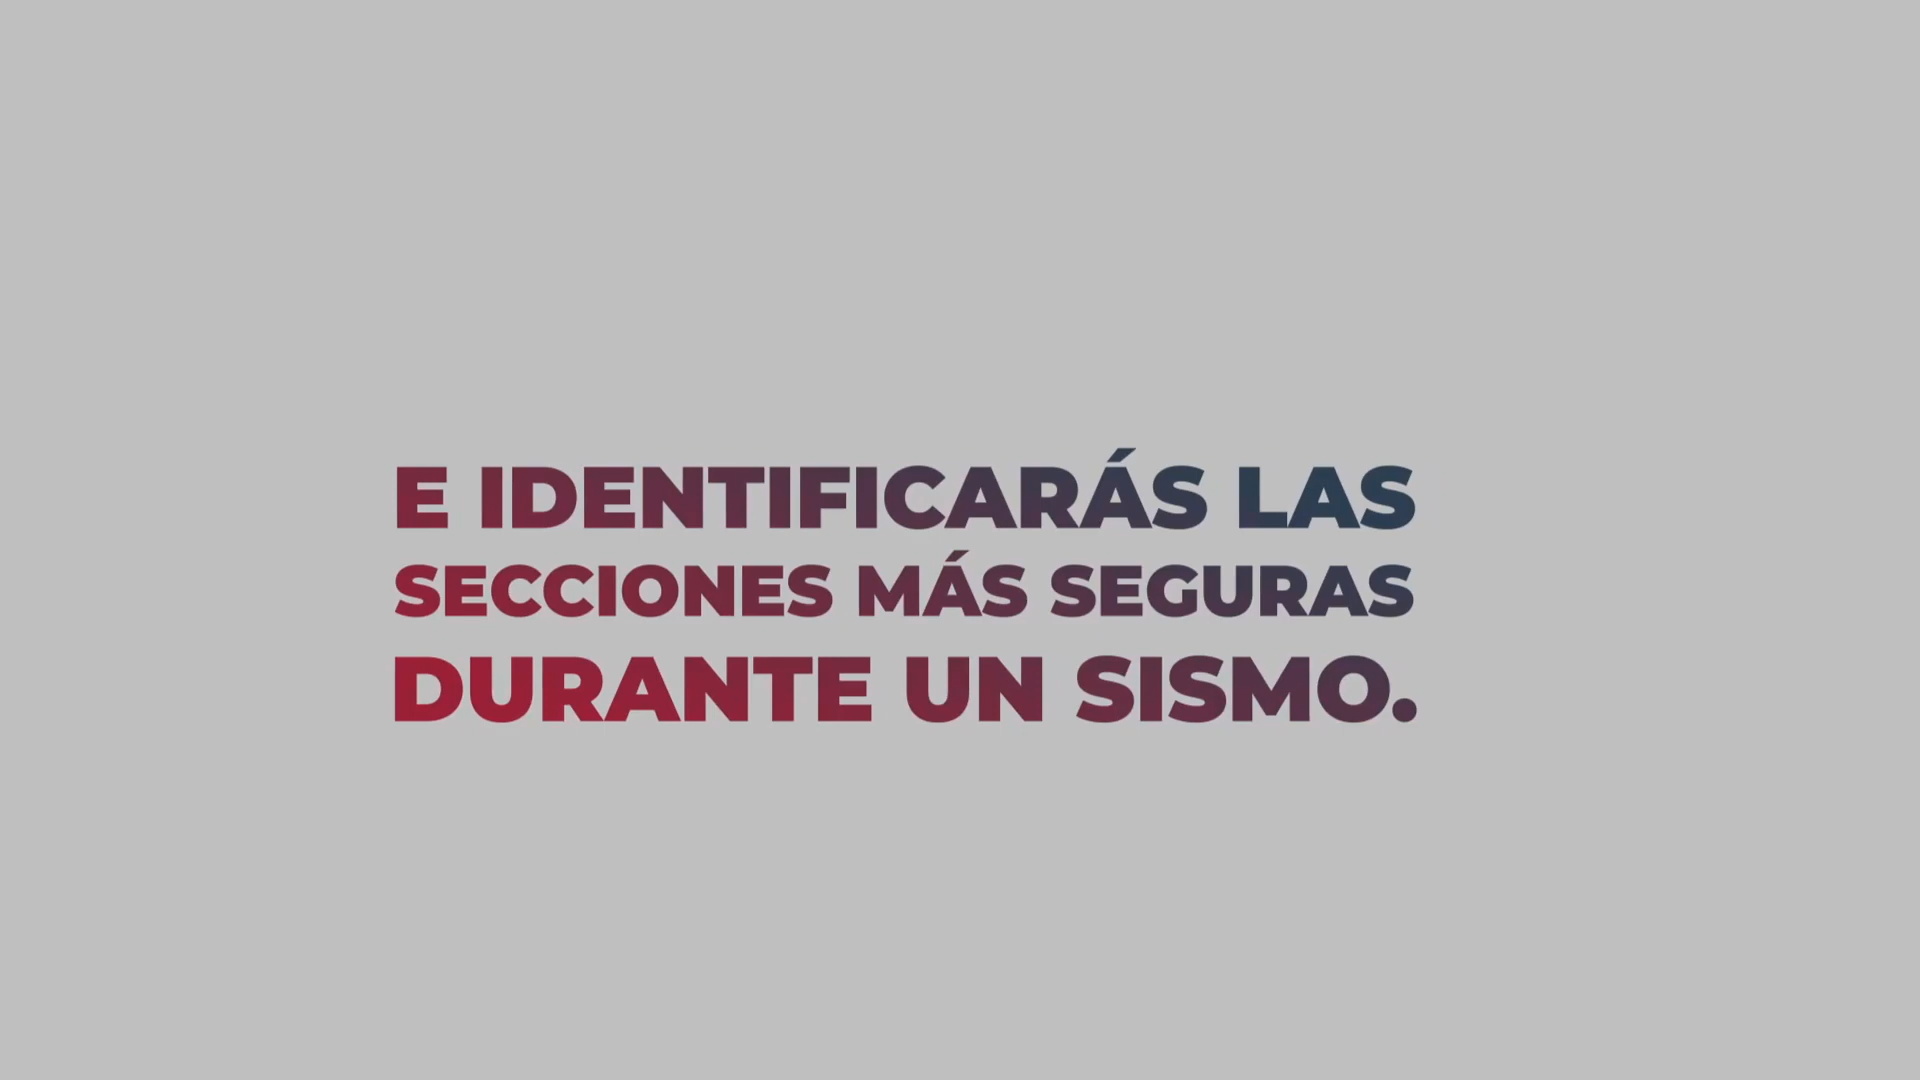 E IDENTIFICARÁS LAS
SECCIONES MÁS SEGURAS
DURANTE UN SISMO.